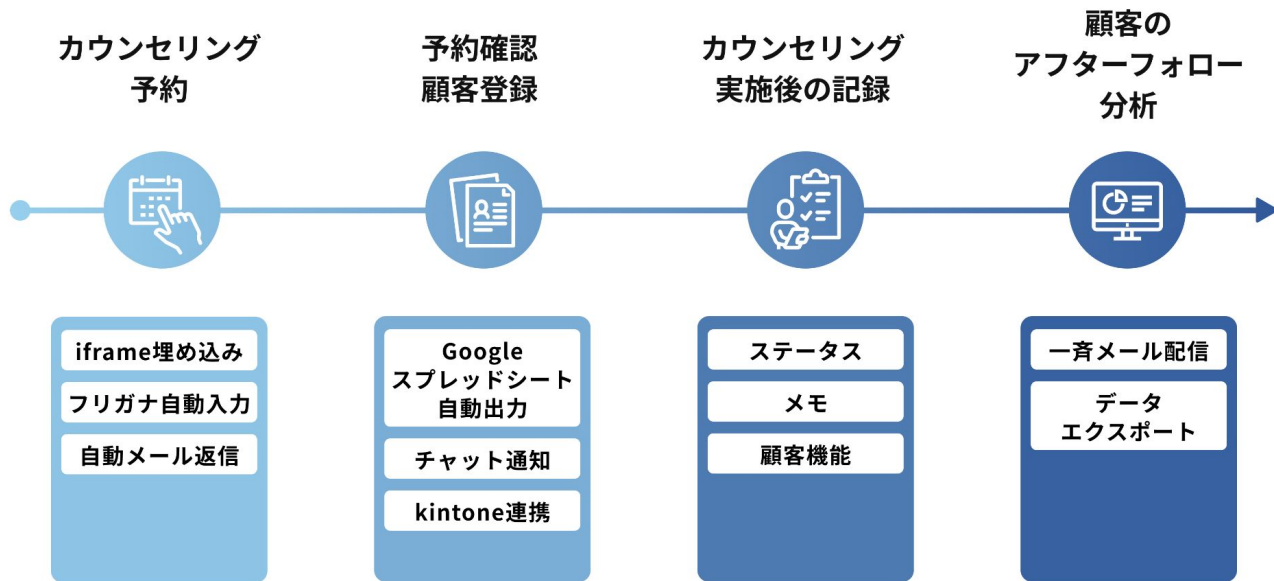 カウンセリング
予約
予約確認
顧客登録
カウンセリング
実施後の記録
顧客の
アフターフォロー
分析
iframe埋め込み
フリガナ自動入力
自動メール返信
Google
スプレッドシート
自動出力
チャット通知
kintone連携
ステータス
メモ
顧客機能
一斉メール配信
データ
エクスポート